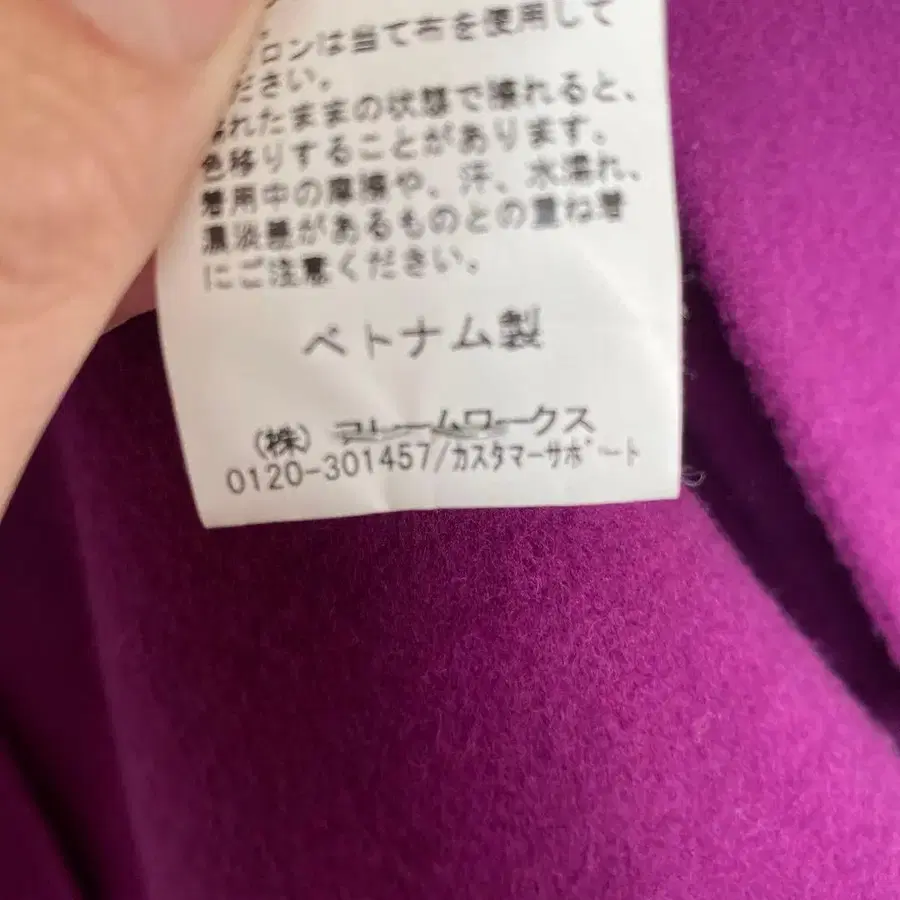 ロンは当て布を使用して
ださい。
濡れたままの状態で擦れると、
色移りすることがあります。
着用中の摩擦や、汗、水濡れ、
濃淡差があるものとの重ね着
にご注意ください。
ベトナム製
(株) フレームワークス
0120-301457/カスタマーサポート